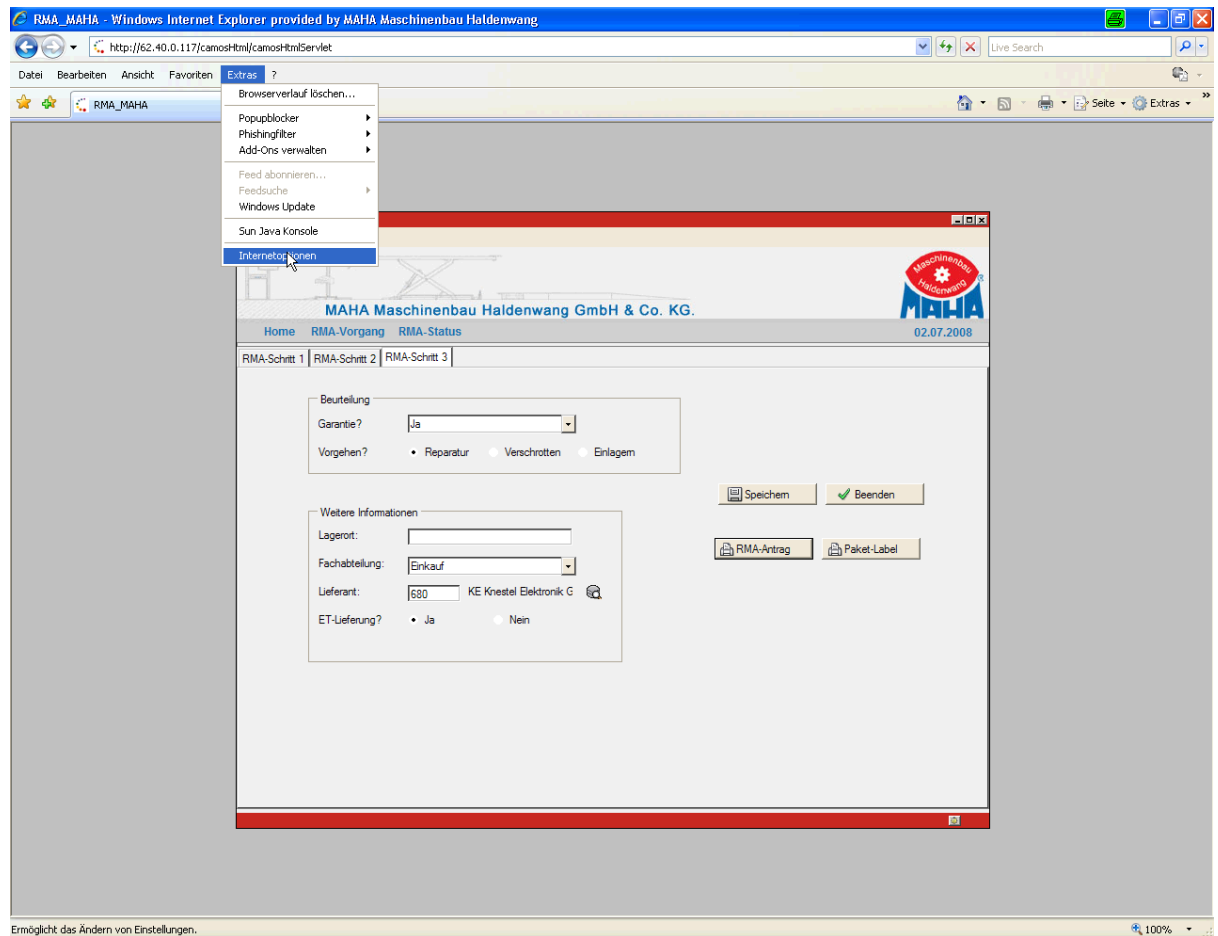 RMA_MAHA - Windows Internet Explorer provided by MAHA Maschinenbau Haldenwang
http://62.40.0.117/camosHtml/camosHtmlServlet
Live Search
Datei Bearbeiten Ansicht Favoriten Extras ?
RMA_MAHA
Seite Extras
Browserverlauf löschen...
Popupblocker
Phishingfilter
Add-Ons verwalten
Feed abonnieren...
Feedsuche
Windows Update
Sun Java Konsole
Internetoptionen
Maschinenbau
Haldenwang
MAHA
MAHA Maschinenbau Haldenwang GmbH & Co. KG.
Home RMA-Vorgang RMA-Status 02.07.2008
RMA-Schritt 1 RMA-Schritt 2 RMA-Schritt 3
Beurteilung
Garantie? Ja
Vorgehen? Reparatur Verschrotten Einlagern
Speichern Beenden
Weitere Informationen
Lagerort:
RMA-Antrag Paket-Label
Fachabteilung: Einkauf
Lieferant: 680 KE Knestel Elektronik G
ET-Lieferung? Ja Nein
Ermöglicht das Ändern von Einstellungen.
100%